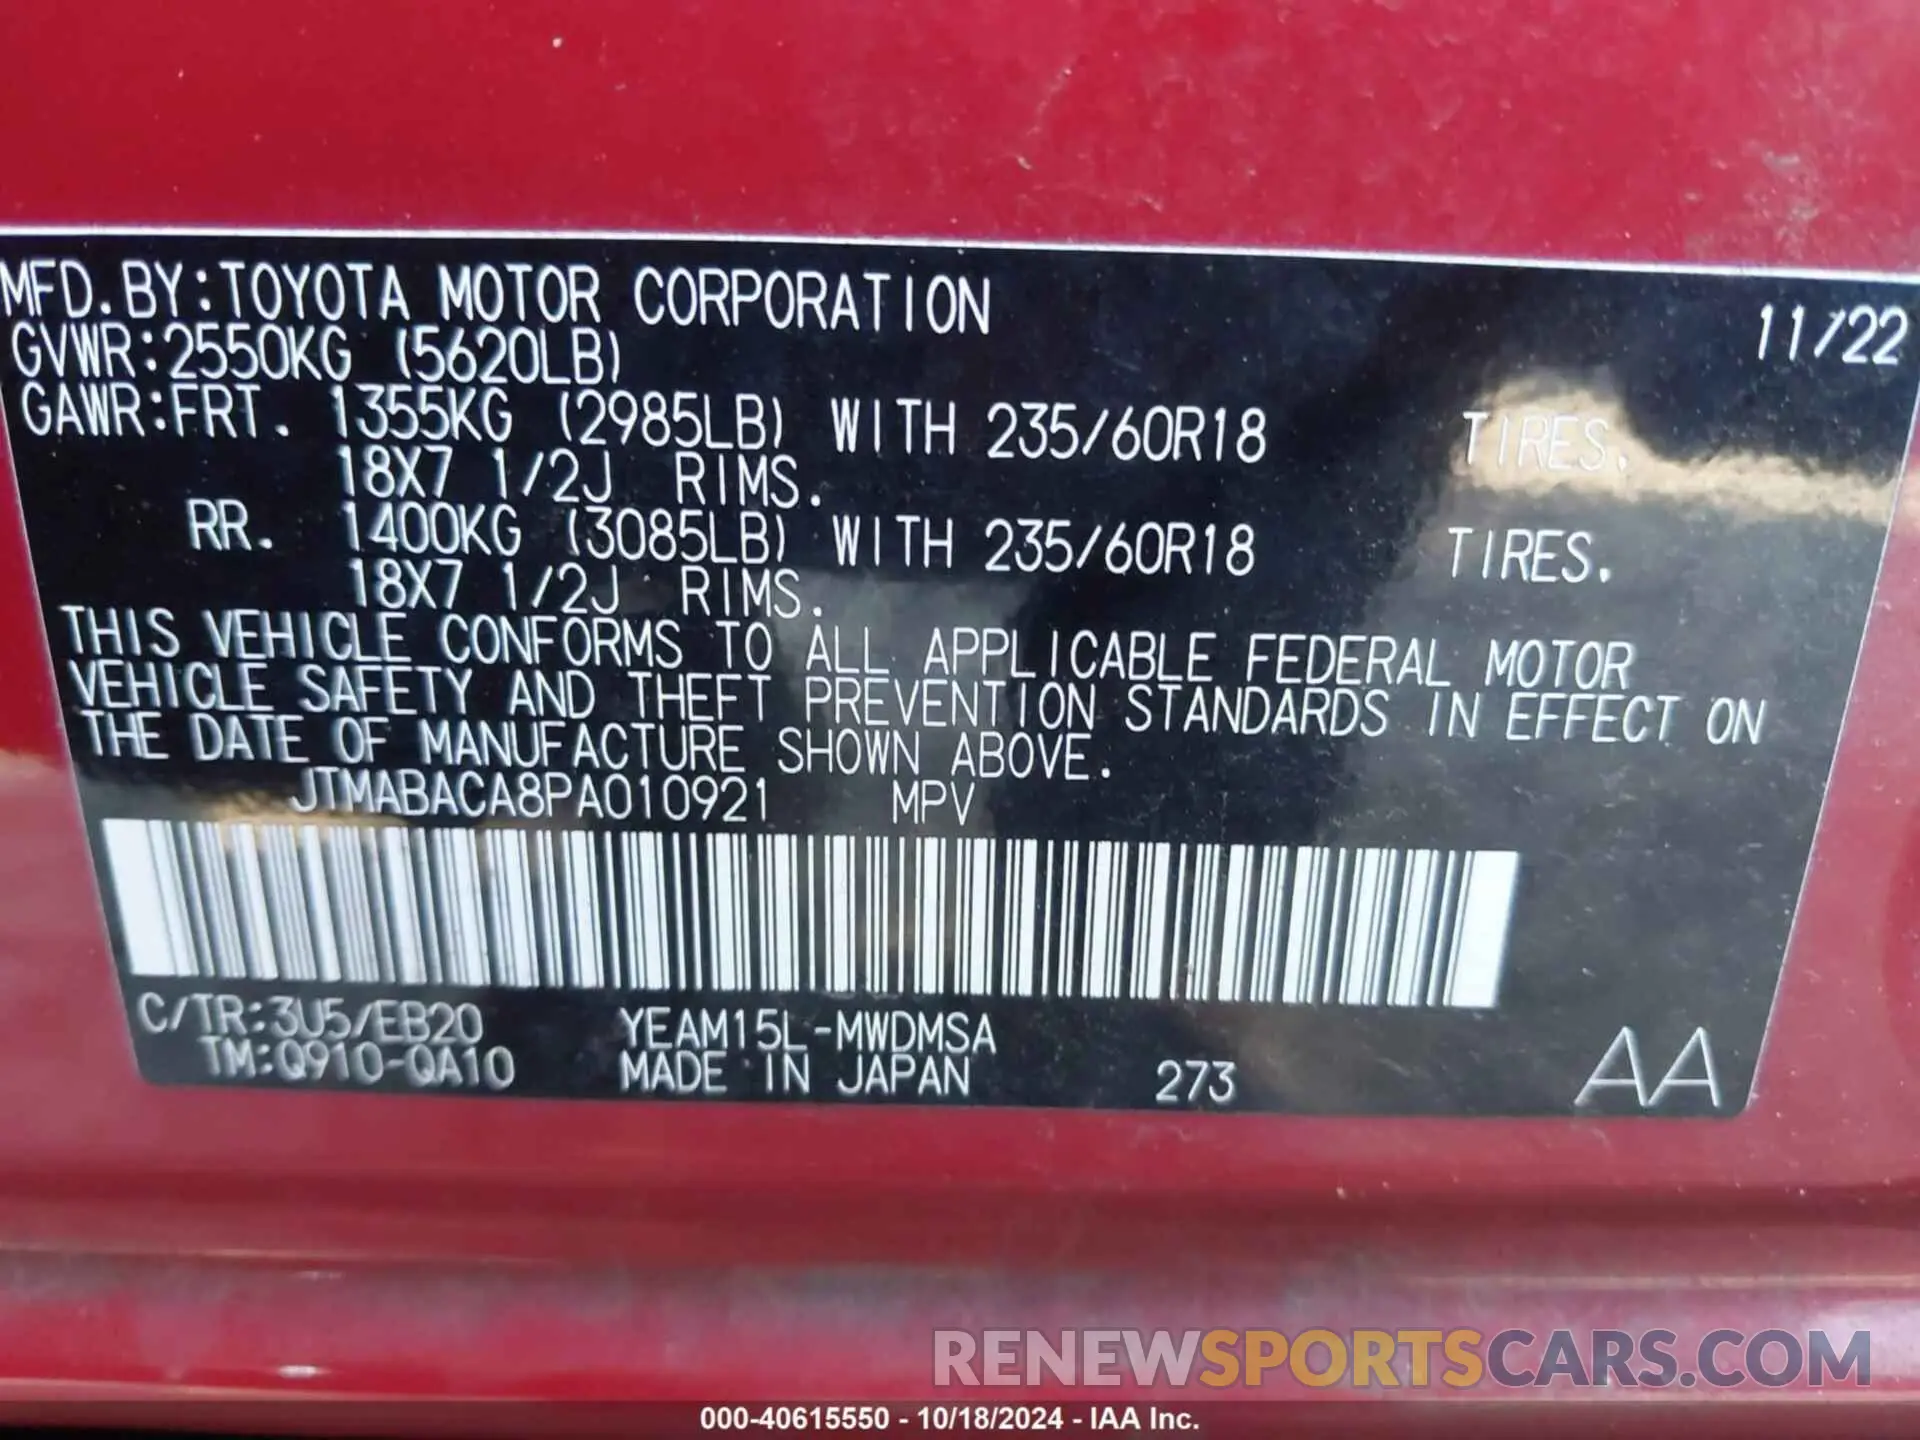 MFD.BY:TOYOTA MOTOR CORPORATION 11/22
GVWR:2550KG (5620LB)
GAWR:FRT. 1355KG (2985LB) WITH 235/60R18 TIRES.
18X7 1/2J RIMS.
RR. 1400KG (3085LB) WITH 235/60R18 TIRES.
18X7 1/2J RIMS.
THIS VEHICLE CONFORMS TO ALL APPLICABLE FEDERAL MOTOR
VEHICLE SAFETY AND THEFT PREVENTION STANDARDS IN EFFECT ON
THE DATE OF MANUFACTURE SHOWN ABOVE.
JTMABACA8PA010921 MPV
C/TR:3U5/EB20 YEAM15L-MWDMSA
TM:Q910-QA10 MADE IN JAPAN 273 AA
RENEWSPORTSCARS.COM
000-40615550 - 10/18/2024 - IAA Inc.